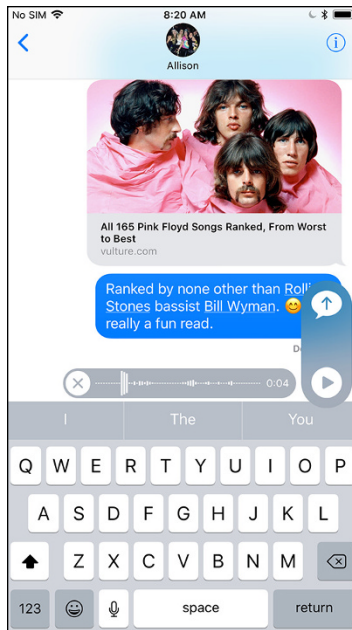 No SIM 8:20 AM
Allison
All 165 Pink Floyd Songs Ranked, From Worst
to Best
vulture.com
Ranked by none other than
Stones bassist Bill Wyman. 😊
really a fun read.
0:04
I The You
Q W E R T Y U I O P
A S D F G H J K L
Z X C V B N M
123 space return